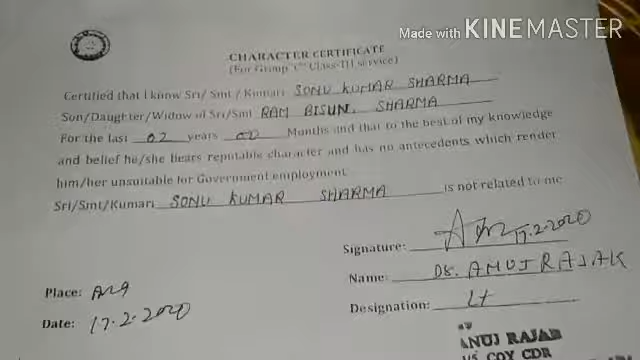 Made with KINEMASTER
CHARACTER CERTIFICATE
(For Group "C" Class-III service)
Certified that I know Sri/ Smt / Kumari SONU KUMAR SHARMA
Son/Daughter/Widow of Sri/Smt RAM BISUN. SHARMA
For the last 02 years 00 Months and that to the best of my knowledge
and belief he/she bears reputable character and has no antecedents which render
him/her unsuitable for Government employment
Sri/Smt/Kumari SONU KUMAR SHARMA is not related to me
Signature: 17.2.2020
Name: DR. ANUJ RAJAK
Place:
Designation: Lt
Date: 17.2.2020
ANUJ RAJAK
COY CDR